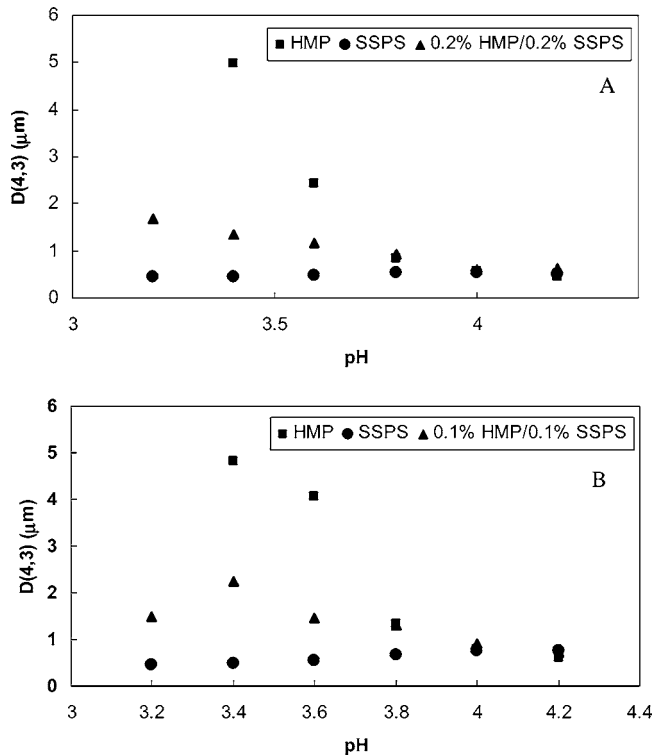 6
HMP SSPS 0.2% HMP/0.2% SSPS
5
A
4
D(4,3) (μm)
3
2
1
0
3 3.5 4
pH
6
HMP SSPS 0.1% HMP/0.1% SSPS
5
B
4
D(4,3) (μm)
3
2
1
0
3 3.2 3.4 3.6 3.8 4 4.2 4.4
pH